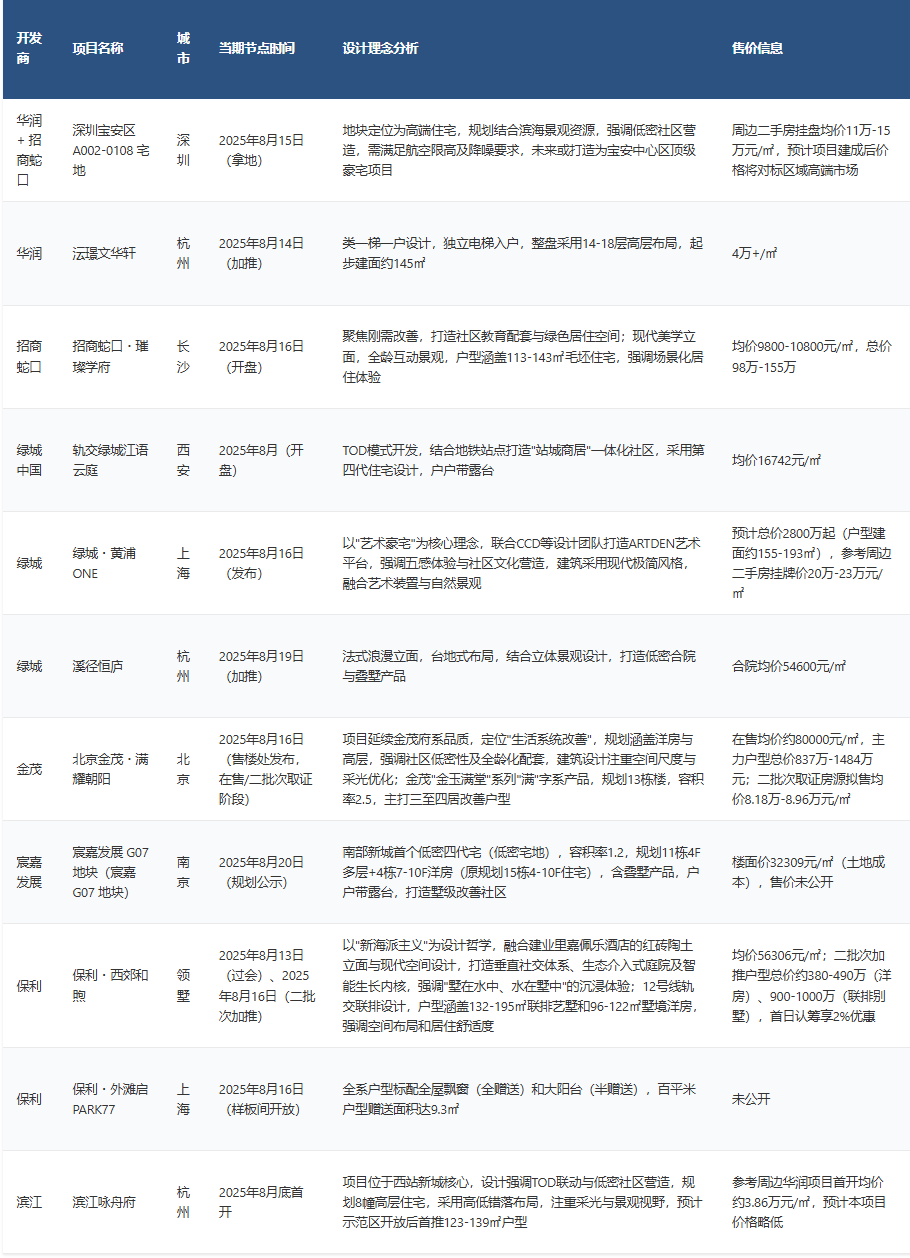 开发商
项目名称
城市
当期节点时间
设计理念分析
售价信息
华润
+ 招
商蛇
口
深圳宝安区
A002-0108 宅
地
深
圳
2025年8月15日
（拿地）
地块定位为高端住宅，规划结合滨海景观资源，强调低密社区营
造，需满足航空限高及降噪要求，未来或打造为宝安中心区顶级
豪宅项目
周边二手房挂盘均价11万-15
万元/㎡，预计项目建成后价
格将对标区域高端市场
华润
沄璟文华轩
杭
州
2025年8月14日
（加推）
类一梯一户设计，独立电梯入户，整盘采用14-18层高层布局，起
步建面约145㎡
4万+/㎡
招商
蛇口
招商蛇口・璀
璨学府
长
沙
2025年8月16日
（开盘）
聚焦刚需改善，打造社区教育配套与绿色居住空间；现代美学立
面，全龄互动景观，户型涵盖113-143㎡毛坯住宅，强调场景化居
住体验
均价9800-10800元/㎡，总价
98万-155万
绿城
中国
轨交绿城江语
云庭
西
安
2025年8月（开
盘）
TOD模式开发，结合地铁站点打造"站城商居"一体化社区，采用第
四代住宅设计，户户带露台
均价16742元/㎡
绿城
绿城・黄浦
ONE
上
海
2025年8月16日
（发布）
以"艺术豪宅"为核心理念，联合CCD等设计团队打造ARTDEN艺术
平台，强调五感体验与社区文化营造，建筑采用现代极简风格，
融合艺术装置与自然景观
预计总价2800万起（户型建
面约155-193㎡），参考周边
二手房挂牌价20万-23万元/
㎡
绿城
溪径恒庐
杭
州
2025年8月19日
（加推）
法式浪漫立面，台地式布局，结合立体景观设计，打造低密合院
与叠墅产品
合院均价54600元/㎡
金茂
北京金茂・满
耀朝阳
北
京
2025年8月16日
（售楼处发布，
在售/二批次取证
阶段）
项目延续金茂府系品质，定位"生活系统改善"，规划涵盖洋房与
高层，强调社区低密性及全龄化配套，建筑设计注重空间尺度与
采光优化；金茂"金玉满堂"系列"满"字系产品，规划13栋楼，容积
率2.5，主打三至四居改善户型
在售均价约80000元/㎡，主
力户型总价837万-1484万
元；二批次取证房源拟售均
价8.18万-8.96万元/㎡
宸嘉
发展
宸嘉发展 G07
地块（宸嘉
G07 地块）
南
京
2025年8月20日
（规划公示）
南部新城首个低密四代宅（低密宅地），容积率1.2，规划11栋4F
多层+4栋7-10F洋房（原规划15栋4-10F住宅），含叠墅产品，户
户带露台，打造墅级改善社区
楼面价32309元/㎡（土地成
本），售价未公开
保利
保利・西郊和
煦
领
墅
2025年8月13日
（过会）、2025
年8月16日（二批
次加推）
以"新海派主义"为设计哲学，融合建业里嘉佩乐酒店的红砖陶土
立面与现代空间设计，打造垂直社交体系、生态介入式庭院及智
能生长内核，强调"墅在水中、水在墅中"的沉浸体验；12号线轨
交联排设计，户型涵盖132-195㎡联排艺墅和96-122㎡墅境洋房，
强调空间布局和居住舒适度
均价56306元/㎡；二批次加
推户型总价约380-490万（洋
房）、900-1000万（联排别
墅），首日认筹享2%优惠
保利
保利・外滩启
PARK77
上
海
2025年8月16日
（样板间开放）
全系户型标配全屋飘窗（全赠送）和大阳台（半赠送），百平米
户型赠送面积达9.3㎡
未公开
滨江
滨江咏舟府
杭
州
2025年8月底首
开
项目位于西站新城核心，设计强调TOD联动与低密社区营造，规
划8幢高层住宅，采用高低错落布局，注重采光与景观视野，预计
示范区开放后首推123-139㎡户型
参考周边华润项目首开均价
约3.86万元/㎡，预计本项目
价格略低